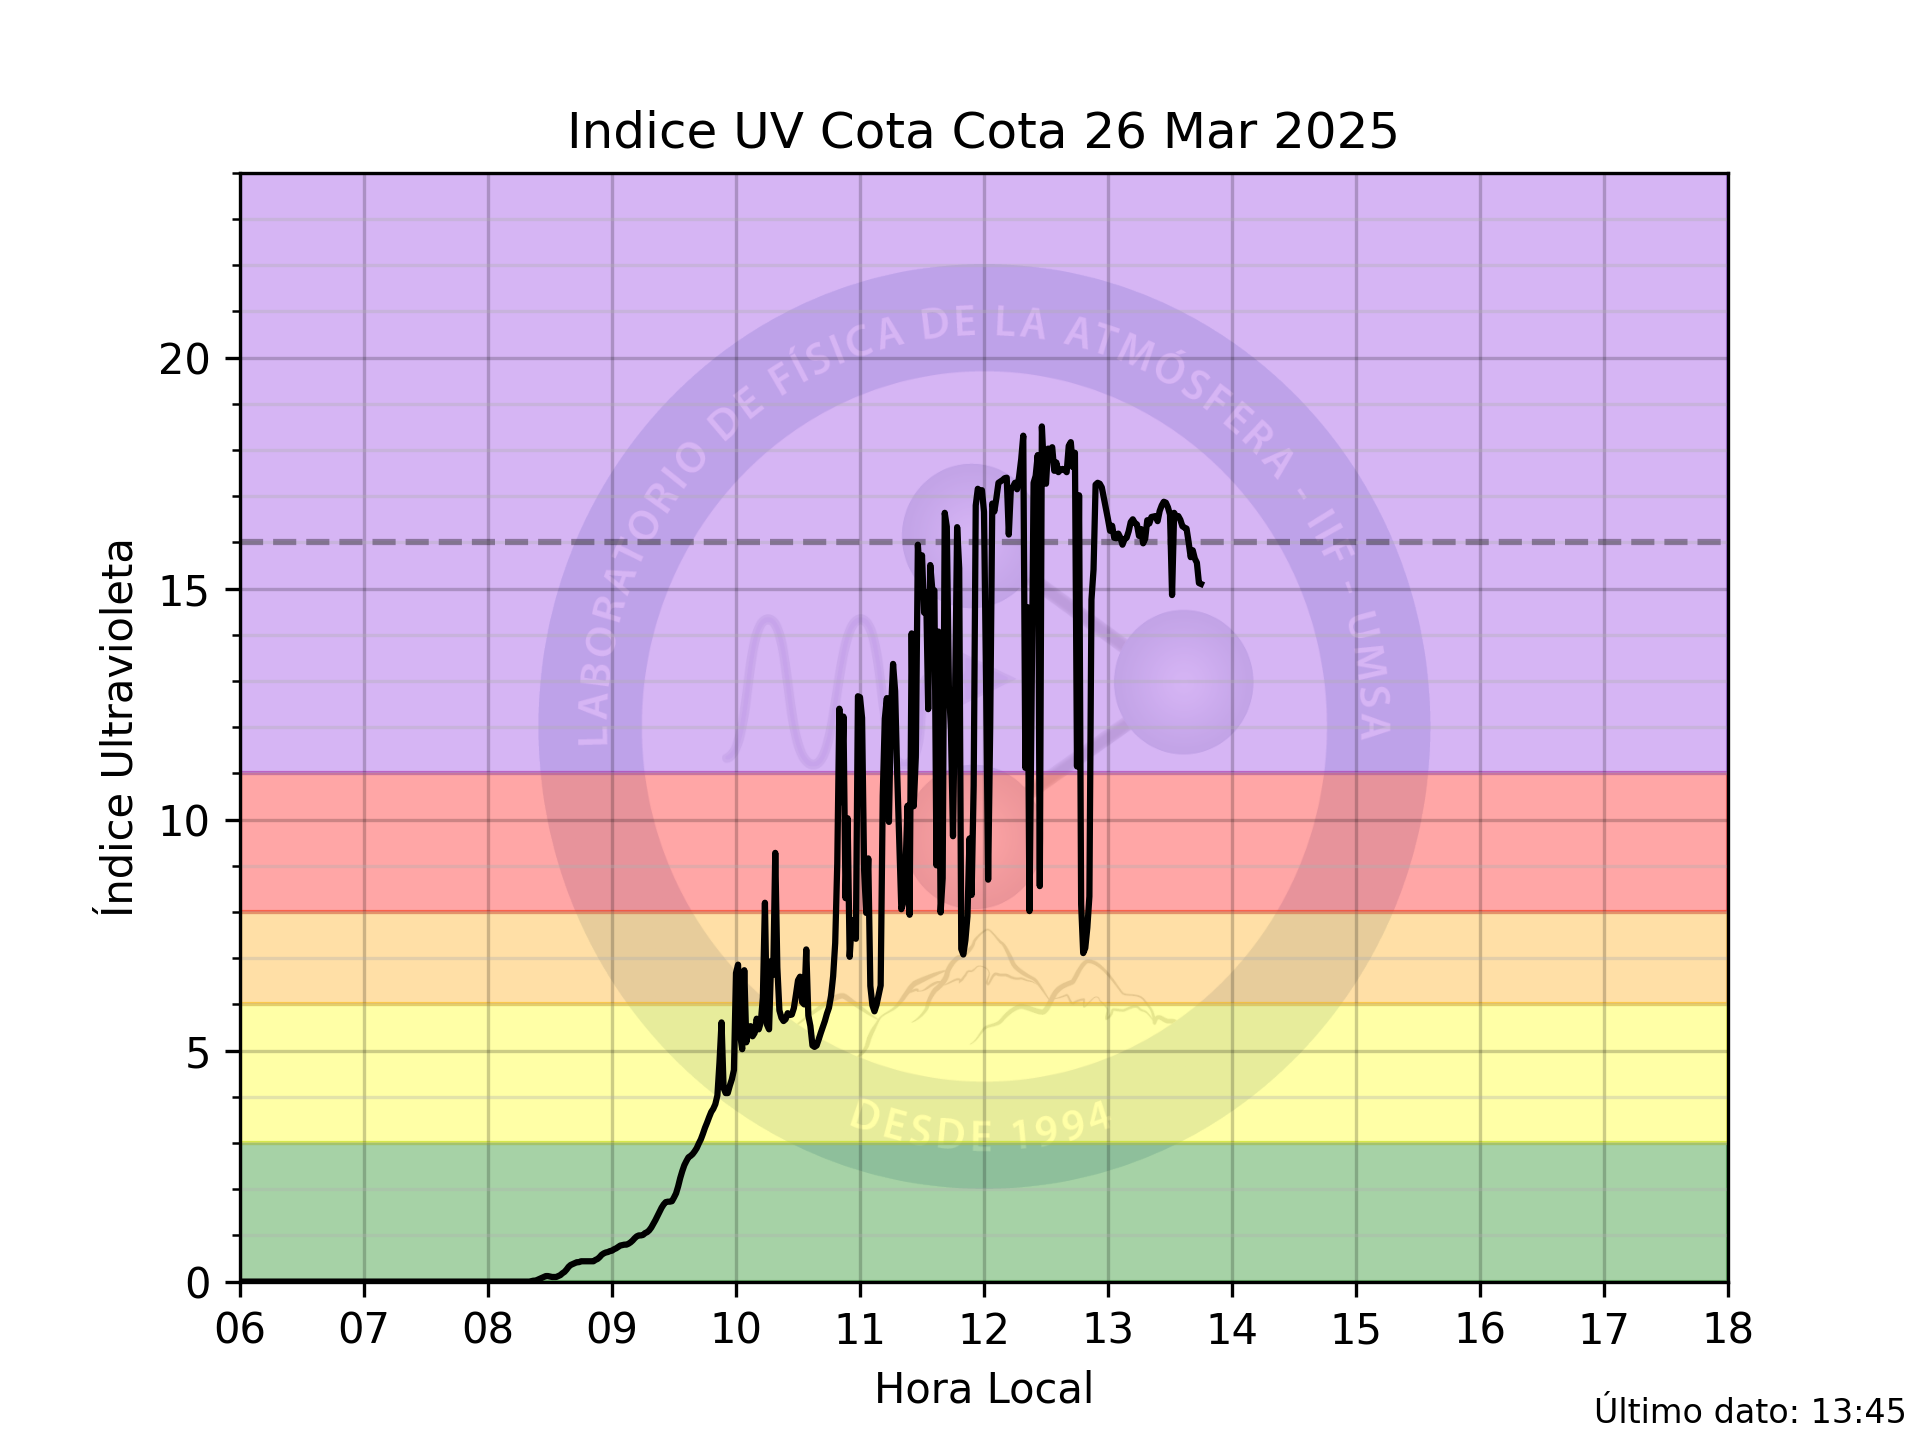 Indice UV Cota Cota 26 Mar 2025
LABORATORIO DE FÍSICA DE LA ATMÓSFERA - IIF - UMSA
DESDE 1994
Índice Ultravioleta
20
15
10
5
0
06 07 08 09 10 11 12 13 14 15 16 17 18
Hora Local
Último dato: 13:45